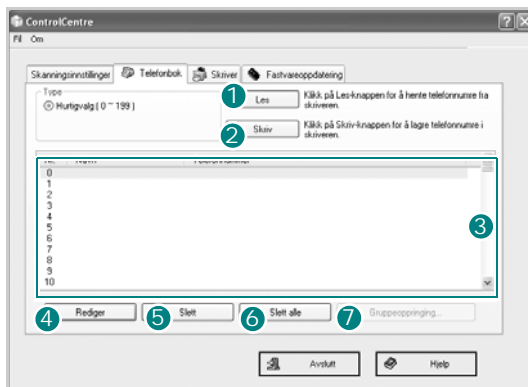 ControlCentre
Fil Om
Skanningsinnstillinger Telefonbok Skriver Fastvareoppdatering
Type
Hurtigvalg ( 0 ~ 199 )
1 Les Klikk på Les-knappen for å hente telefonnumre fra
skriveren.
2 Skriv Klikk på Skriv-knappen for å lagre telefonnumre i
skriveren.
0
1
2
3
4
5
6
7
8
9
10
3
4 Rediger 5 Slett 6 Slett alle 7 Gruppeoppringing...
Avslutt Hjelp